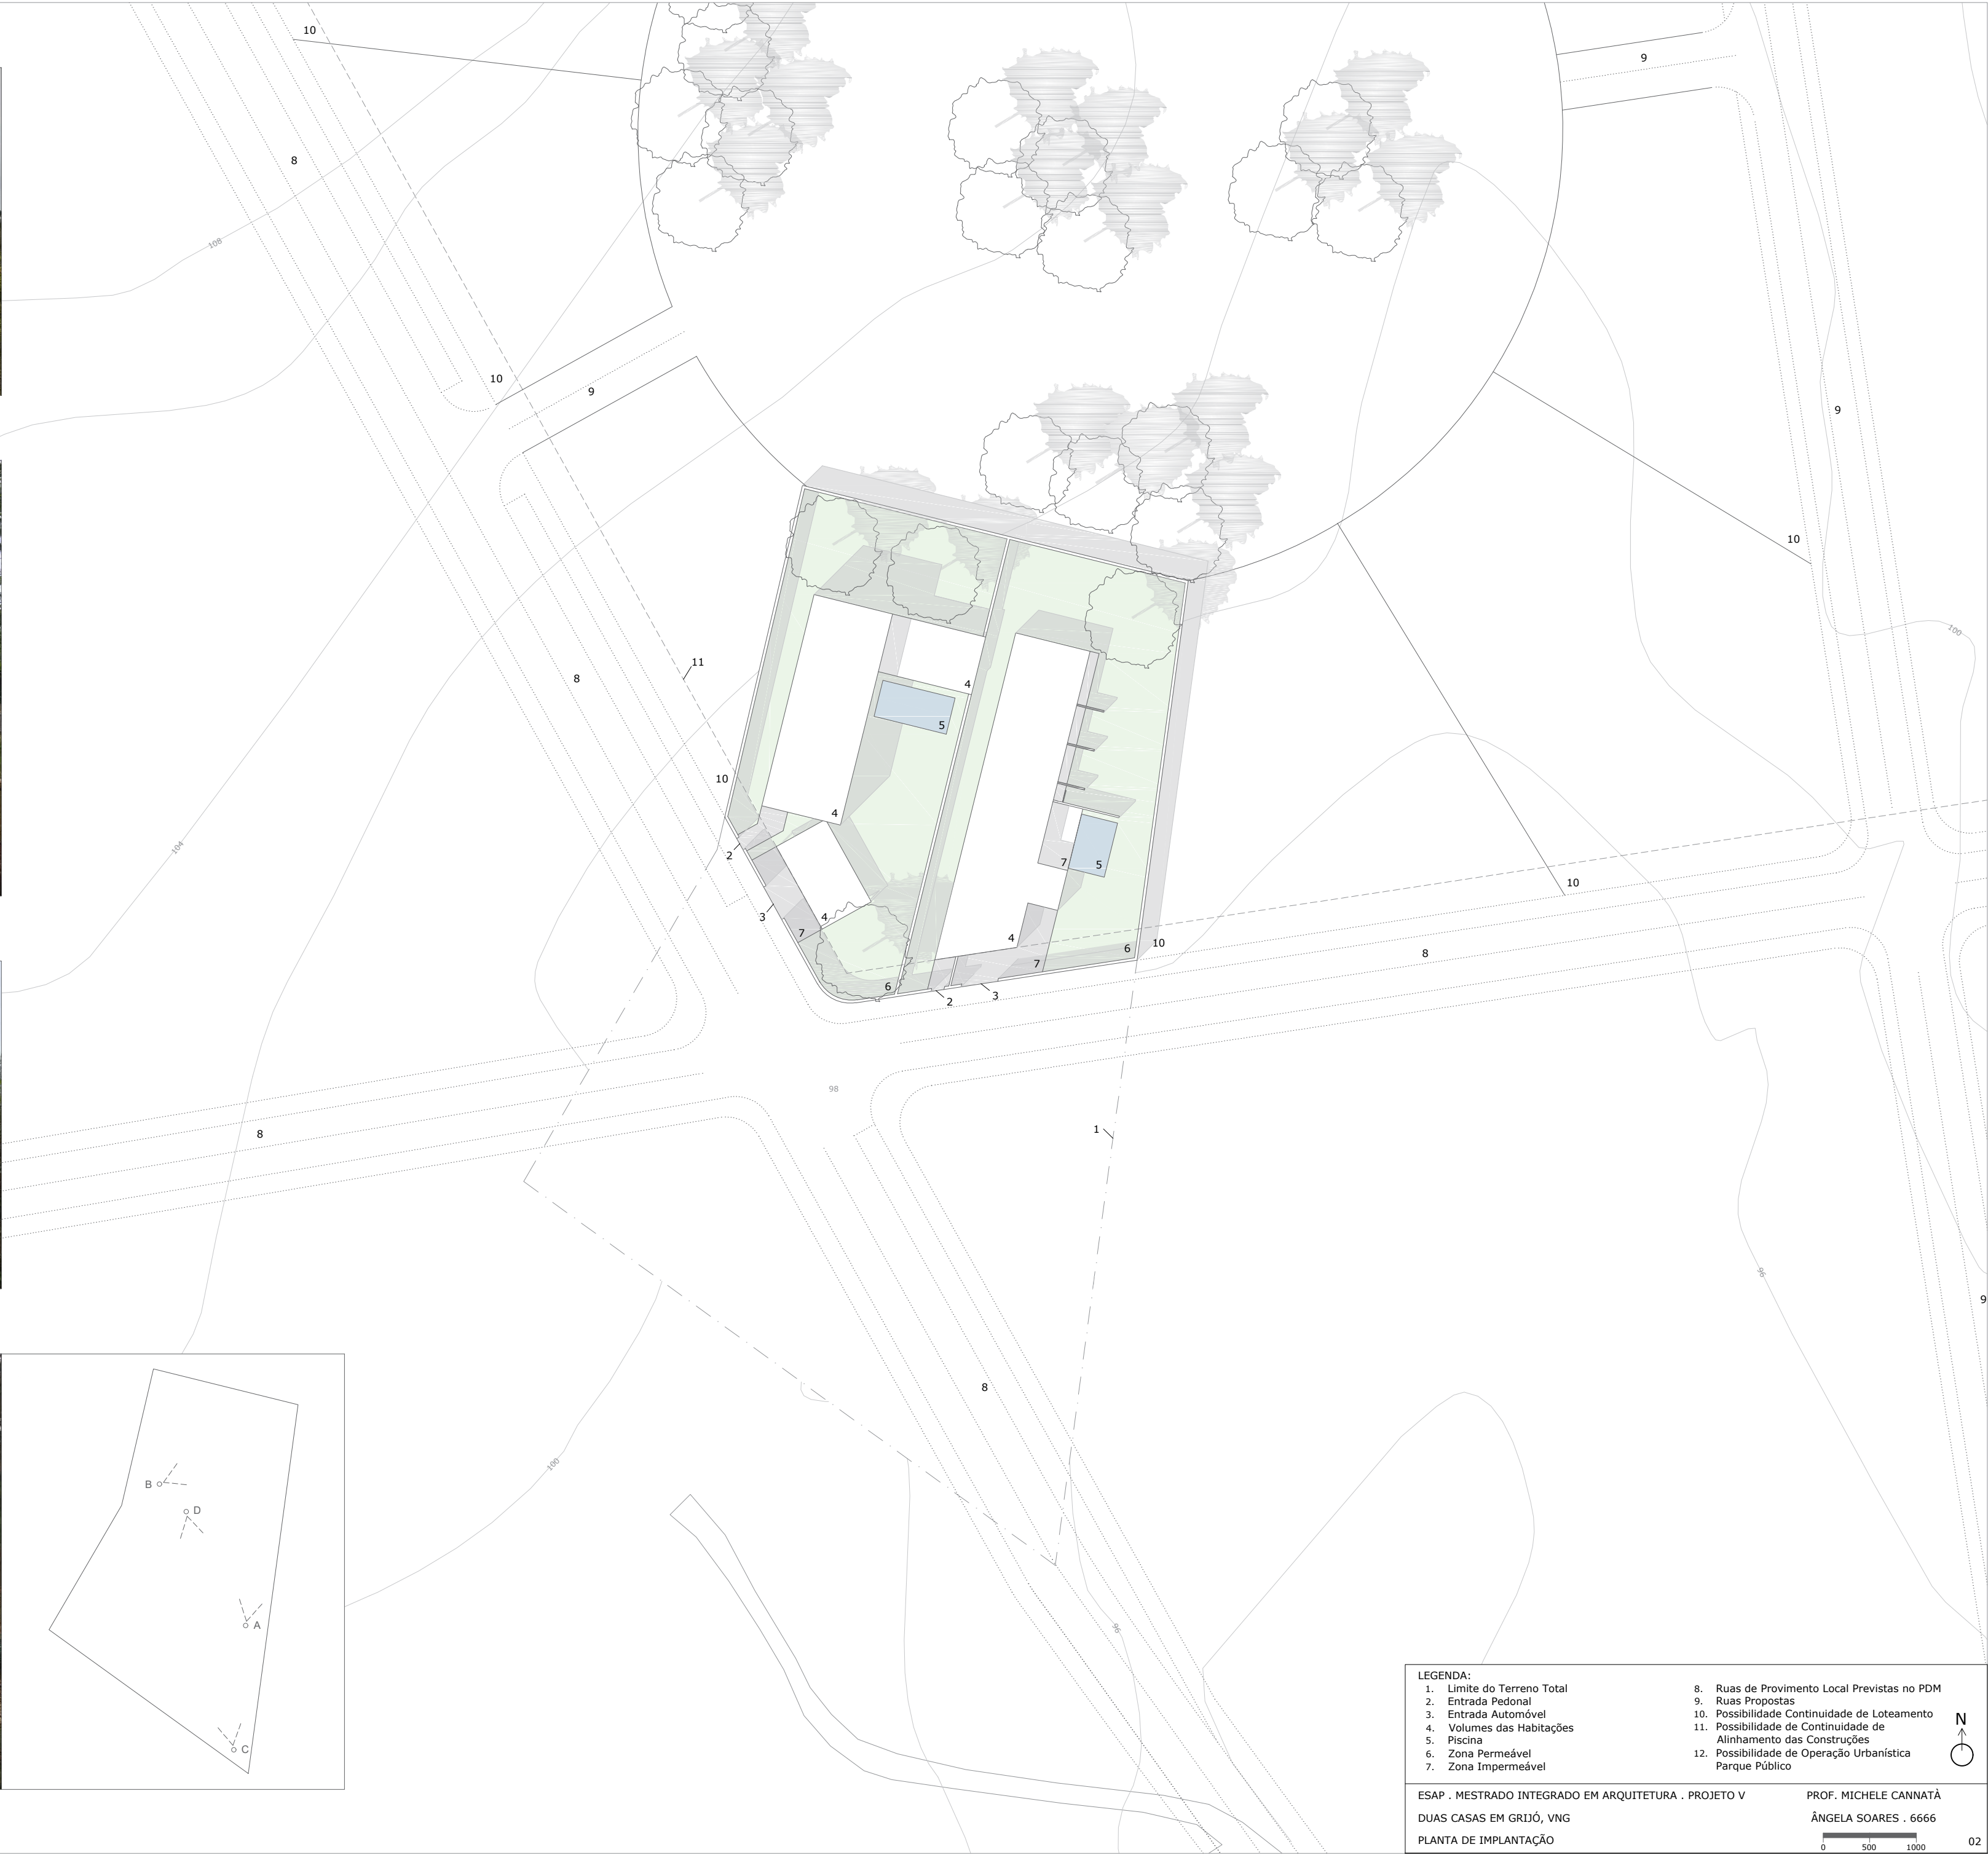 10
9
8
108
10
9
9
10
100
11
8
4
5
10
4
2
104
7
5
10
3
4
7
4
6
10
7
6
8
2
3
98
1
8
96
9
8
100
B
D
A
C
96
LEGENDA:
1. Limite do Terreno Total
2. Entrada Pedonal
3. Entrada Automóvel
4. Volumes das Habitações
5. Piscina
6. Zona Permeável
7. Zona Impermeável
8. Ruas de Provimento Local Previstas no PDM
9. Ruas Propostas
10. Possibilidade Continuidade de Loteamento
11. Possibilidade de Continuidade de
Alinhamento das Construções
12. Possibilidade de Operação Urbanística
Parque Público
N
ESAP . MESTRADO INTEGRADO EM ARQUITETURA . PROJETO V
PROF. MICHELE CANNATÀ
DUAS CASAS EM GRIJÓ, VNG
ÂNGELA SOARES . 6666
PLANTA DE IMPLANTAÇÃO
0 500 1000
02